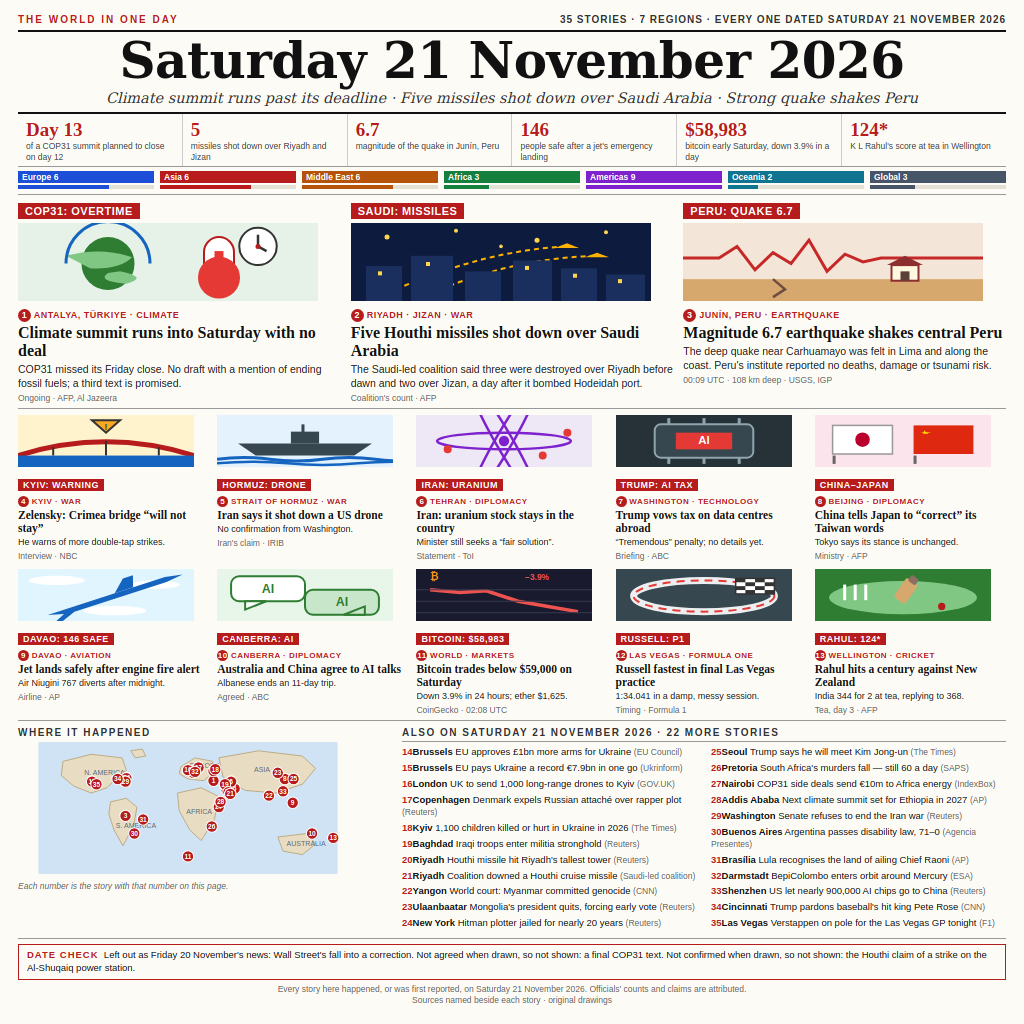 THE WORLD IN ONE DAY
35 STORIES · 7 REGIONS · EVERY ONE DATED SATURDAY 21 NOVEMBER 2026
Saturday 21 November 2026
Climate summit runs past its deadline · Five missiles shot down over Saudi Arabia · Strong quake shakes Peru
Day 13
of a COP31 summit planned to close
on day 12
5
missiles shot down over Riyadh and
Jizan
6.7
magnitude of the quake in Junín, Peru
146
people safe after a jet's emergency
landing
$58,983
bitcoin early Saturday, down 3.9% in a
day
124*
K L Rahul's score at tea in Wellington
Europe 6
Asia 6
Middle East 6
Africa 3
Americas 9
Oceania 2
Global 3
COP31: OVERTIME
1 ANTALYA, TÜRKIYE · CLIMATE
Climate summit runs into Saturday with no
deal
COP31 missed its Friday close. No draft with a mention of ending
fossil fuels; a third text is promised.
Ongoing · AFP, Al Jazeera
SAUDI: MISSILES
2 RIYADH · JIZAN · WAR
Five Houthi missiles shot down over Saudi
Arabia
The Saudi-led coalition said three were destroyed over Riyadh before
dawn and two over Jizan, a day after it bombed Hodeidah port.
Coalition's count · AFP
PERU: QUAKE 6.7
3 JUNÍN, PERU · EARTHQUAKE
Magnitude 6.7 earthquake shakes central Peru
The deep quake near Carhuamayo was felt in Lima and along the
coast. Peru's institute reported no deaths, damage or tsunami risk.
00:09 UTC · 108 km deep · USGS, IGP
!
KYIV: WARNING
4 KYIV · WAR
Zelensky: Crimea bridge “will not
stay”
He warns of more double-tap strikes.
Interview · NBC
HORMUZ: DRONE
5 STRAIT OF HORMUZ · WAR
Iran says it shot down a US drone
No confirmation from Washington.
Iran's claim · IRIB
IRAN: URANIUM
6 TEHRAN · DIPLOMACY
Iran: uranium stock stays in the
country
Minister still seeks a “fair solution”.
Statement · ToI
AI
TRUMP: AI TAX
7 WASHINGTON · TECHNOLOGY
Trump vows tax on data centres
abroad
“Tremendous” penalty; no details yet.
Briefing · ABC
CHINA–JAPAN
8 BEIJING · DIPLOMACY
China tells Japan to “correct” its
Taiwan words
Tokyo says its stance is unchanged.
Ministry · AFP
DAVAO: 146 SAFE
9 DAVAO · AVIATION
Jet lands safely after engine fire alert
Air Niugini 767 diverts after midnight.
Airline · AP
AI
AI
CANBERRA: AI
10 CANBERRA · DIPLOMACY
Australia and China agree to AI talks
Albanese ends an 11-day trip.
Agreed · ABC
₿
−3.9%
BITCOIN: $58,983
11 WORLD · MARKETS
Bitcoin trades below $59,000 on
Saturday
Down 3.9% in 24 hours; ether $1,625.
CoinGecko · 02:08 UTC
RUSSELL: P1
12 LAS VEGAS · FORMULA ONE
Russell fastest in final Las Vegas
practice
1:34.041 in a damp, messy session.
Timing · Formula 1
RAHUL: 124*
13 WELLINGTON · CRICKET
Rahul hits a century against New
Zealand
India 344 for 2 at tea, replying to 368.
Tea, day 3 · AFP
WHERE IT HAPPENED
N. AMERICA
S. AMERICA
AFRICA
ASIA
AUSTRALIA
35
34
29
3
31
30
11
32
18
1
21
28
26
22
23
25
33
9
10
13
Each number is the story with that number on this page.
ALSO ON SATURDAY 21 NOVEMBER 2026 · 22 MORE STORIES
14Brussels EU approves £1bn more arms for Ukraine (EU Council)
15Brussels EU pays Ukraine a record €7.9bn in one go (Ukrinform)
16London UK to send 1,000 long-range drones to Kyiv (GOV.UK)
17Copenhagen Denmark expels Russian attaché over rapper plot
(Reuters)
18Kyiv 1,100 children killed or hurt in Ukraine in 2026 (The Times)
19Baghdad Iraqi troops enter militia stronghold (Reuters)
20Riyadh Houthi missile hit Riyadh's tallest tower (Reuters)
21Riyadh Coalition downed a Houthi cruise missile (Saudi-led coalition)
22Yangon World court: Myanmar committed genocide (CNN)
23Ulaanbaatar Mongolia's president quits, forcing early vote (Reuters)
24New York Hitman plotter jailed for nearly 20 years (Reuters)
25Seoul Trump says he will meet Kim Jong-un (The Times)
26Pretoria South Africa's murders fall — still 60 a day (SAPS)
27Nairobi COP31 side deals send €10m to Africa energy (IndexBox)
28Addis Ababa Next climate summit set for Ethiopia in 2027 (AP)
29Washington Senate refuses to end the Iran war (Reuters)
30Buenos Aires Argentina passes disability law, 71–0 (Agencia
Presentes)
31Brasília Lula recognises the land of ailing Chief Raoni (AP)
32Darmstadt BepiColombo enters orbit around Mercury (ESA)
33Shenzhen US let nearly 900,000 AI chips go to China (Reuters)
34Cincinnati Trump pardons baseball's hit king Pete Rose (CNN)
35Las Vegas Verstappen on pole for the Las Vegas GP tonight (F1)
DATE CHECK Left out as Friday 20 November's news: Wall Street's fall into a correction. Not agreed when drawn, so not shown: a final COP31 text. Not confirmed when drawn, so not shown: the Houthi claim of a strike on the
Al-Shuqaiq power station.
Every story here happened, or was first reported, on Saturday 21 November 2026. Officials' counts and claims are attributed.
Sources named beside each story · original drawings